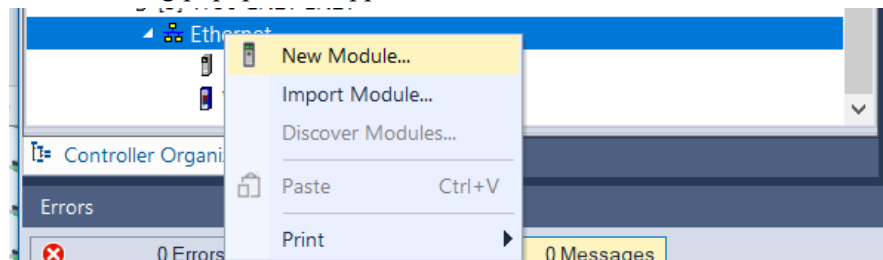 Ethernet
New Module...
Import Module...
Discover Modules...
Controller Organi
Paste Ctrl+V
Errors
Print
0 Errors
0 Messages